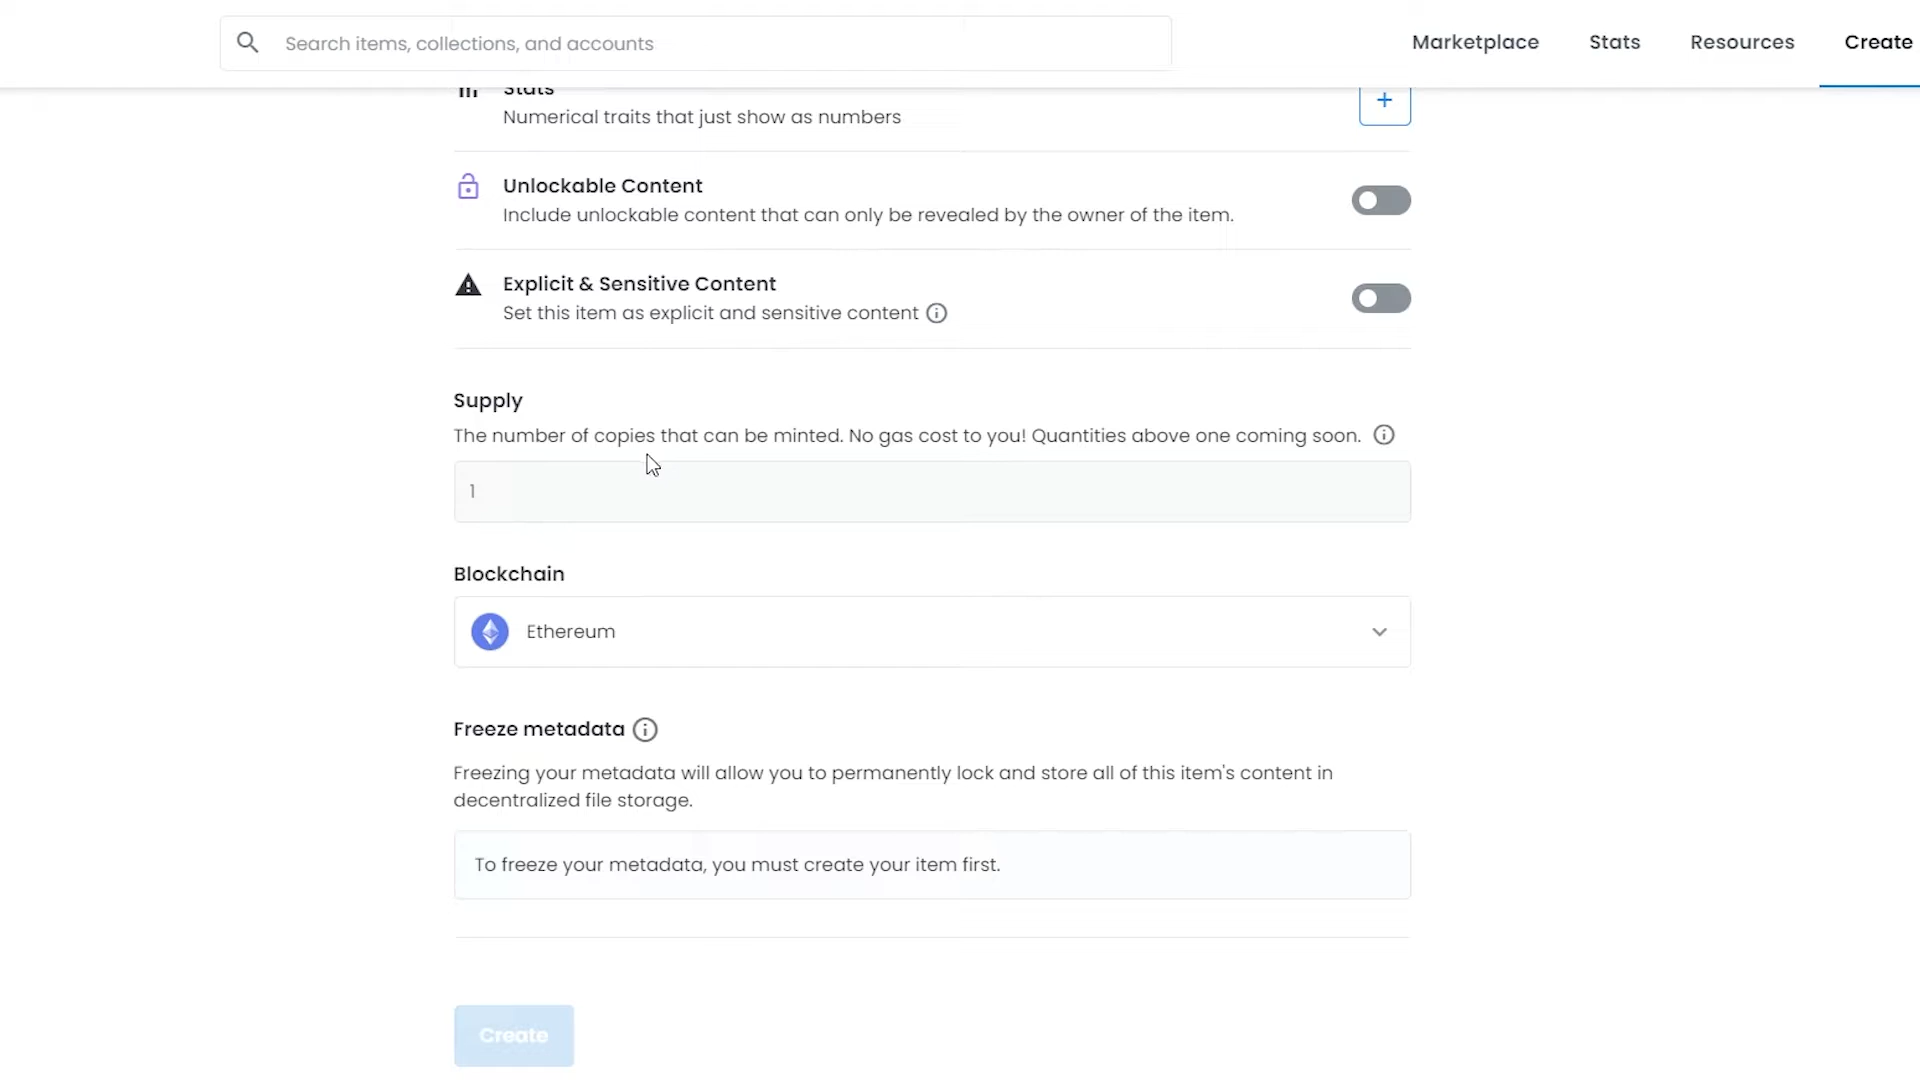 Search items, collections, and accounts
Marketplace
Stats
Resources
Create
Stats
Numerical traits that just show as numbers
Unlockable Content
Include unlockable content that can only be revealed by the owner of the item.
Explicit & Sensitive Content
Set this item as explicit and sensitive content
Supply
The number of copies that can be minted. No gas cost to you! Quantities above one coming soon.
1
Blockchain
Ethereum
Freeze metadata
Freezing your metadata will allow you to permanently lock and store all of this item's content in
decentralized file storage.
To freeze your metadata, you must create your item first.
Create